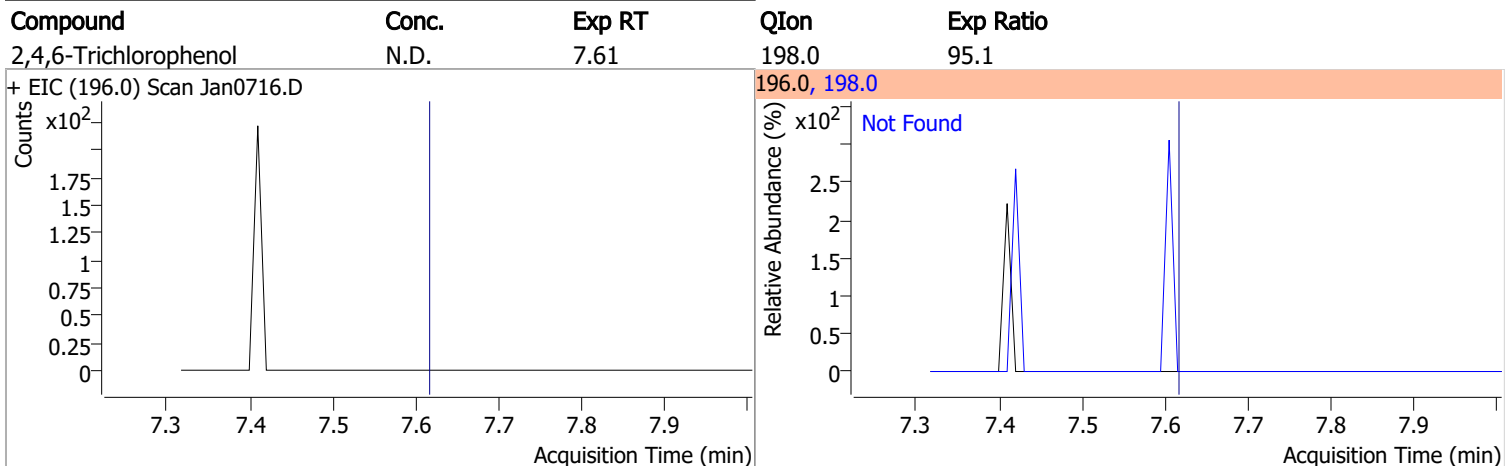 Compound Conc. Exp RT QIon Exp Ratio
2,4,6-Trichlorophenol N.D. 7.61 198.0 95.1
+ EIC (196.0) Scan Jan0716.D
Counts
x10²
1.75
1.5
1.25
1
0.75
0.5
0.25
0
7.3 7.4 7.5 7.6 7.7 7.8 7.9
Acquisition Time (min)
196.0, 198.0
Relative Abundance (%)
x10²
Not Found
2.5
2
1.5
1
0.5
0
7.3 7.4 7.5 7.6 7.7 7.8 7.9
Acquisition Time (min)